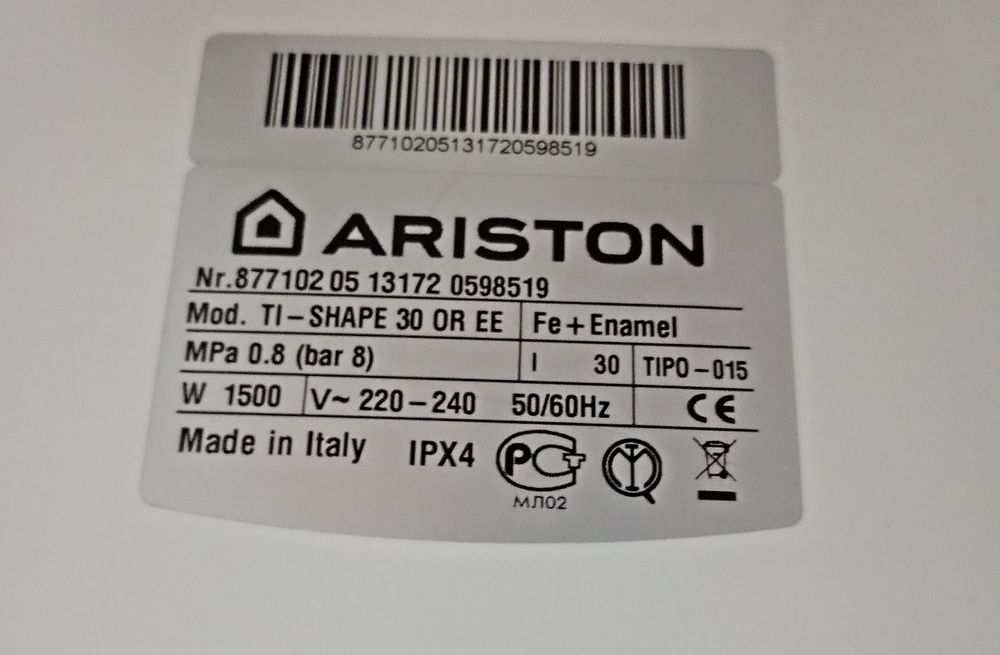 87710205131720598519
ARISTON
Nr.877102 05 13172 0598519
Mod. TI-SHAPE 30 OR EE Fe+Enamel
MPa 0.8 (bar 8) l 30 TIPO-015
W 1500 V~ 220-240 50/60Hz CE
Made in Italy IPX4 PCT
МЛ02